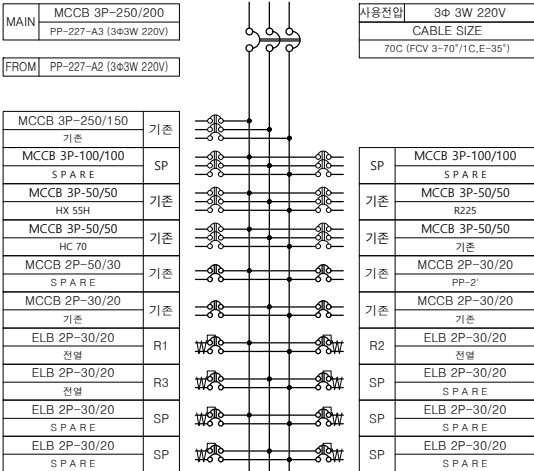 MAIN MCCB 3P-250/200
PP-227-A3 (3Φ3W 220V)
FROM PP-227-A2 (3Φ3W 220V)
사용전압 3Φ 3W 220V
CABLE SIZE
70C (FCV 3-70°/1C,E-35°)
MCCB 3P-250/150 기존
기존
MCCB 3P-100/100 SP
SPARE
MCCB 3P-50/50 기존
HX 55H
MCCB 3P-50/50 기존
HC 70
MCCB 2P-50/30 기존
SPARE
MCCB 2P-30/20 기존
기존
ELB 2P-30/20 R1
전열
ELB 2P-30/20 R3
전열
ELB 2P-30/20 SP
SPARE
ELB 2P-30/20 SP
SPARE
SP MCCB 3P-100/100
SPARE
기존 MCCB 3P-50/50
R22S
기존 MCCB 3P-50/50
기존
기존 MCCB 2P-30/20
PP-2'
기존 MCCB 2P-30/20
기존
R2 ELB 2P-30/20
전열
SP ELB 2P-30/20
SPARE
SP ELB 2P-30/20
SPARE
SP ELB 2P-30/20
SPARE